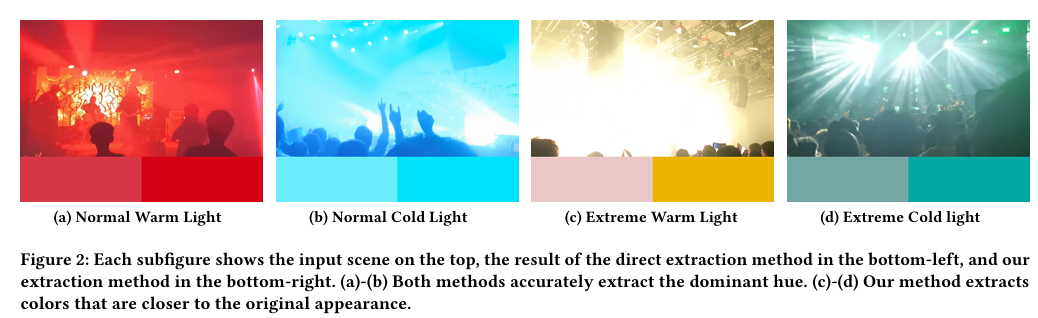 (a) Normal Warm Light
(b) Normal Cold Light
(c) Extreme Warm Light
(d) Extreme Cold light
Figure 2: Each subfigure shows the input scene on the top, the result of the direct extraction method in the bottom-left, and our
extraction method in the bottom-right. (a)-(b) Both methods accurately extract the dominant hue. (c)-(d) Our method extracts
colors that are closer to the original appearance.